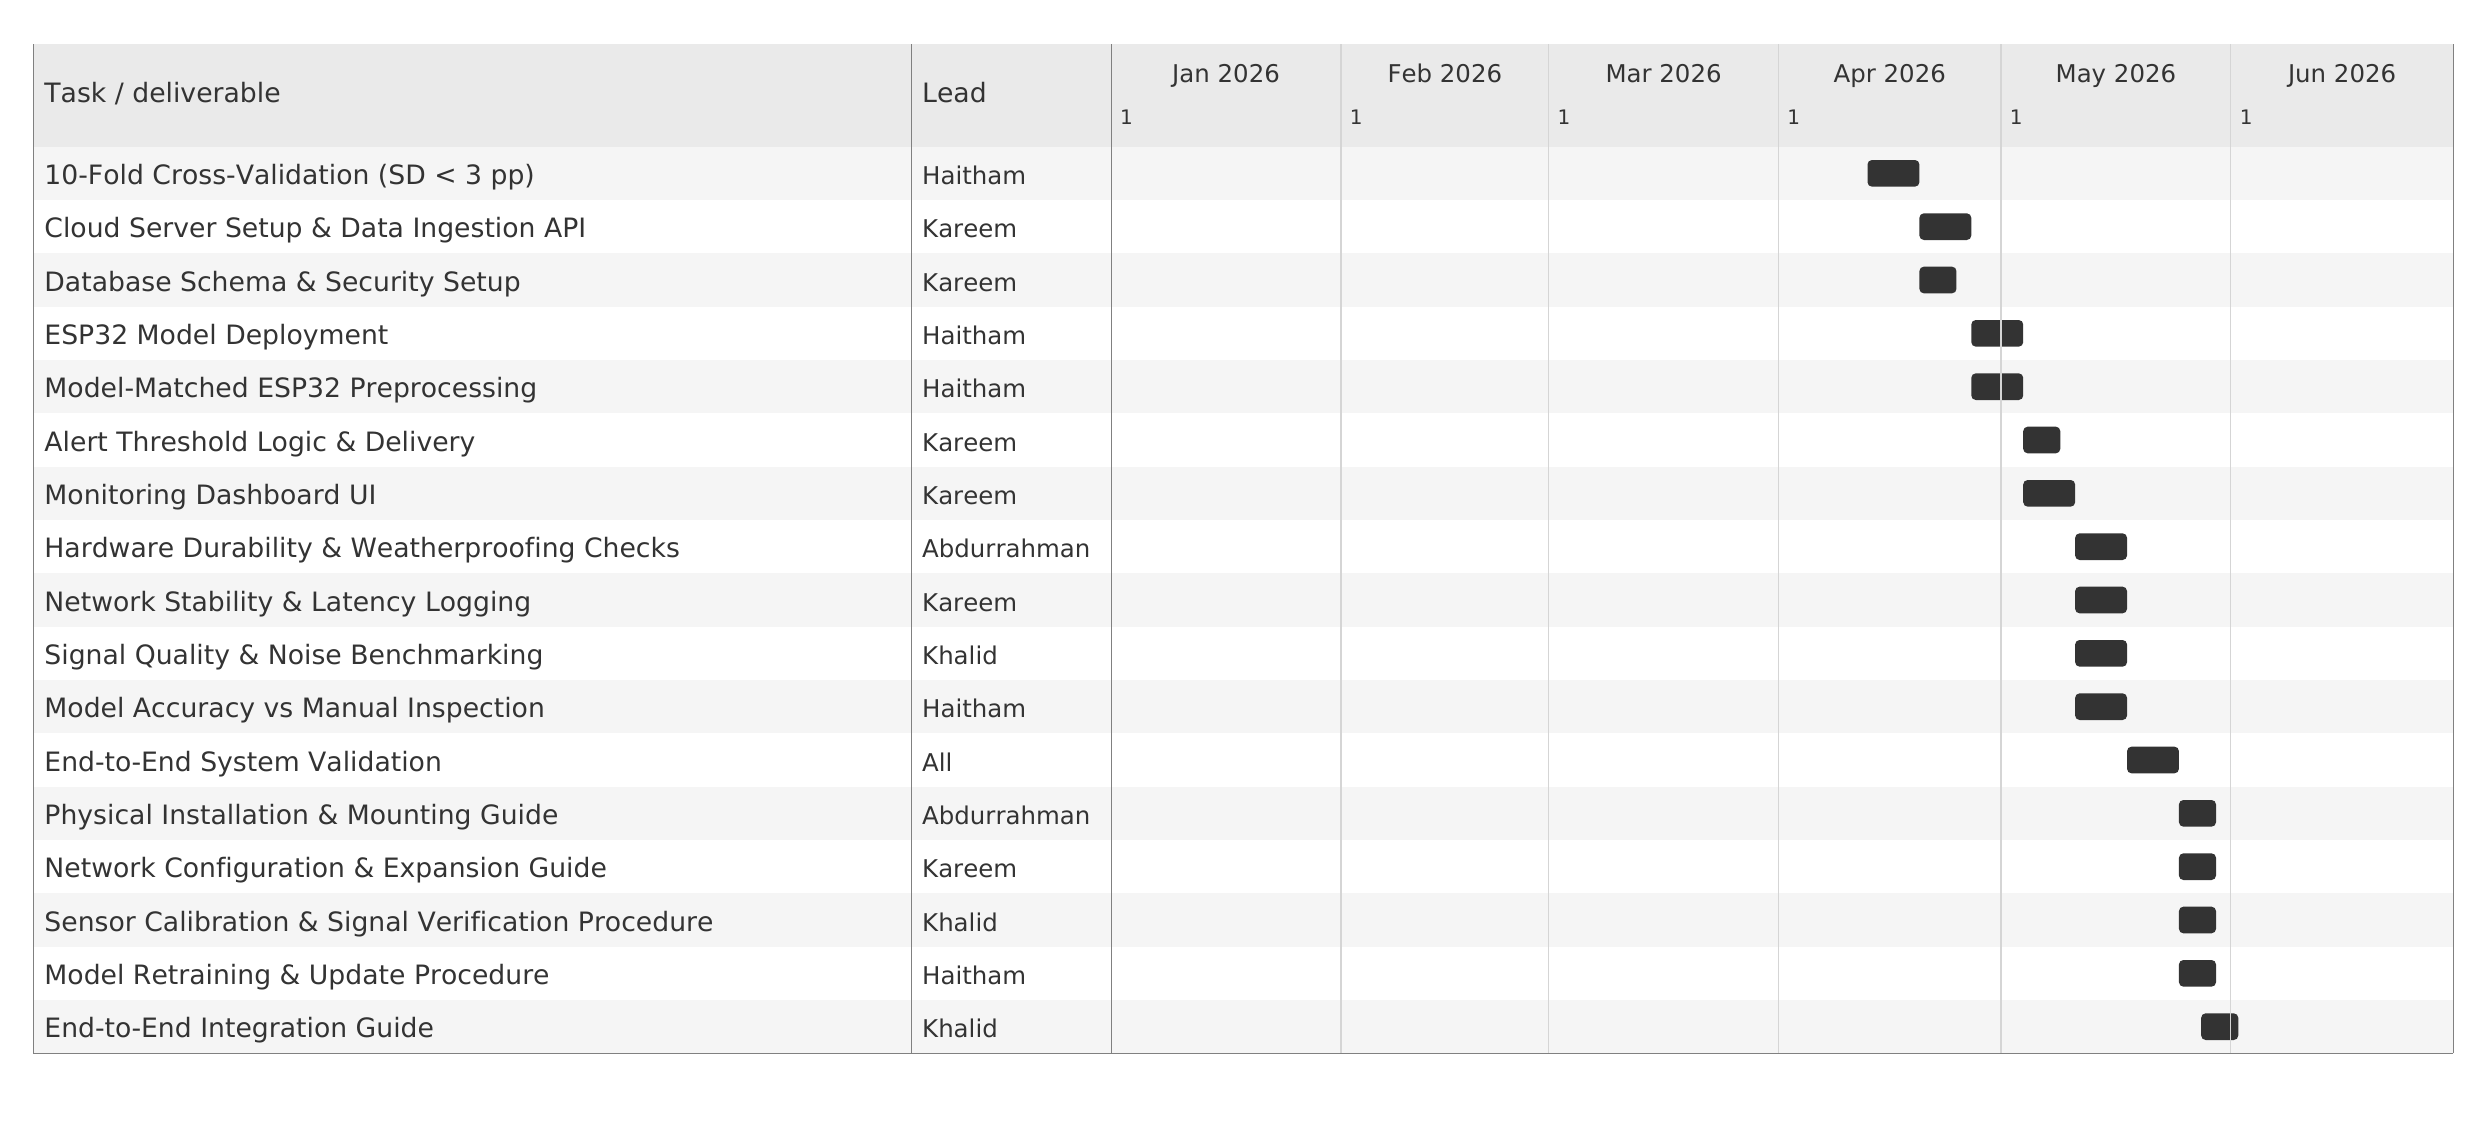 Task / deliverable Lead Jan 2026 Feb 2026 Mar 2026 Apr 2026 May 2026 Jun 2026
1 1 1 1 1 1
10-Fold Cross-Validation (SD < 3 pp) Haitham
Cloud Server Setup & Data Ingestion API Kareem
Database Schema & Security Setup Kareem
ESP32 Model Deployment Haitham
Model-Matched ESP32 Preprocessing Haitham
Alert Threshold Logic & Delivery Kareem
Monitoring Dashboard UI Kareem
Hardware Durability & Weatherproofing Checks Abdurrahman
Network Stability & Latency Logging Kareem
Signal Quality & Noise Benchmarking Khalid
Model Accuracy vs Manual Inspection Haitham
End-to-End System Validation All
Physical Installation & Mounting Guide Abdurrahman
Network Configuration & Expansion Guide Kareem
Sensor Calibration & Signal Verification Procedure Khalid
Model Retraining & Update Procedure Haitham
End-to-End Integration Guide Khalid